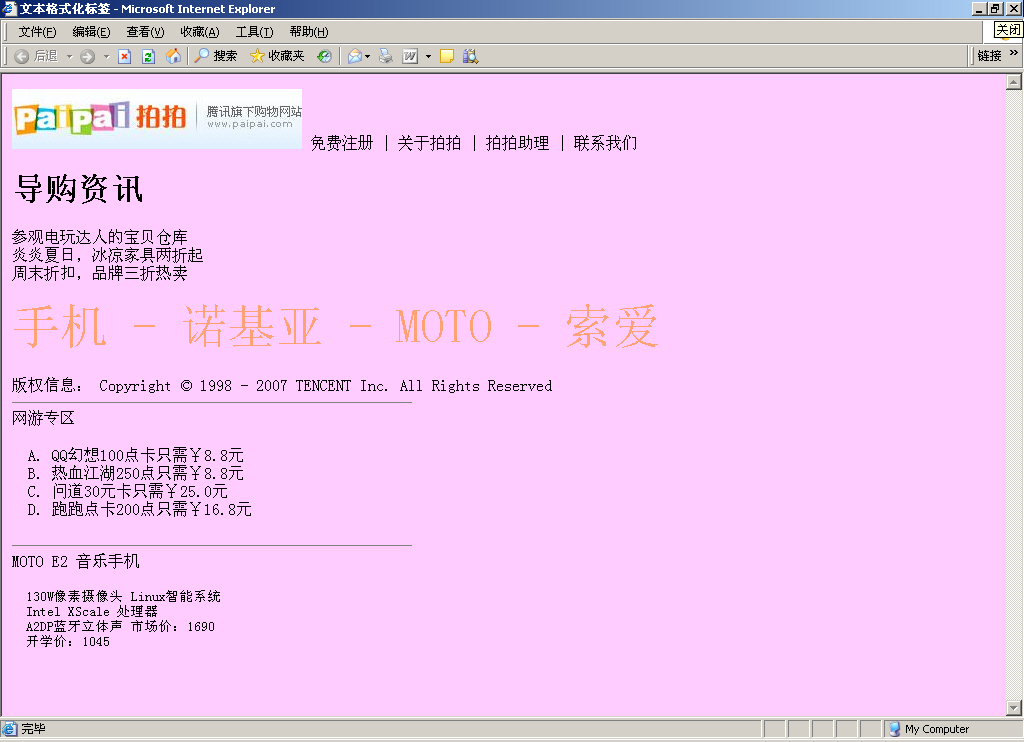 文本格式化标签 - Microsoft Internet Explorer
文件(F) 编辑(E) 查看(V) 收藏(A) 工具(T) 帮助(H)
关闭
后退 搜索 收藏夹 W 链接 »
PaiPai 拍拍 腾讯旗下购物网站
www.paipai.com
免费注册 | 关于拍拍 | 拍拍助理 | 联系我们
导购资讯
参观电玩达人的宝贝仓库
炎炎夏日，冰凉家具两折起
周末折扣，品牌三折热卖
手机 - 诺基亚 - MOTO - 索爱
版权信息： Copyright © 1998 - 2007 TENCENT Inc. All Rights Reserved
网游专区
A. QQ幻想100点卡只需￥8.8元
B. 热血江湖250点只需￥8.8元
C. 问道30元卡只需￥25.0元
D. 跑跑点卡200点只需￥16.8元
MOTO E2 音乐手机
130W像素摄像头 Linux智能系统
Intel XScale 处理器
A2DP蓝牙立体声 市场价：1690
开学价：1045
完毕 My Computer